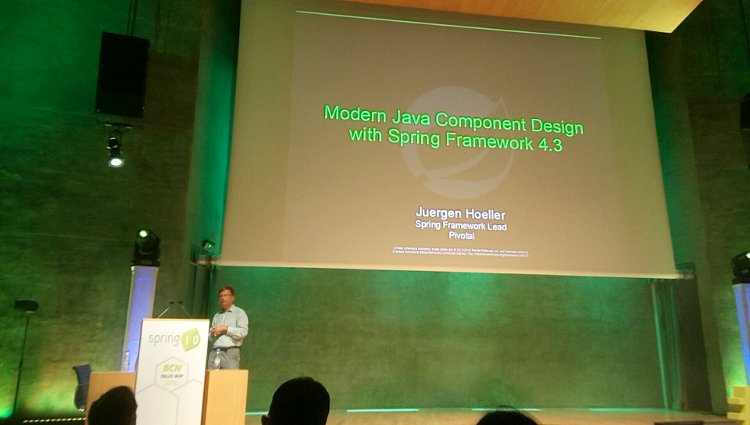 Modern Java Component Design
with Spring Framework 4.3
Juergen Hoeller
Spring Framework Lead
Pivotal
spring I/O
BCN